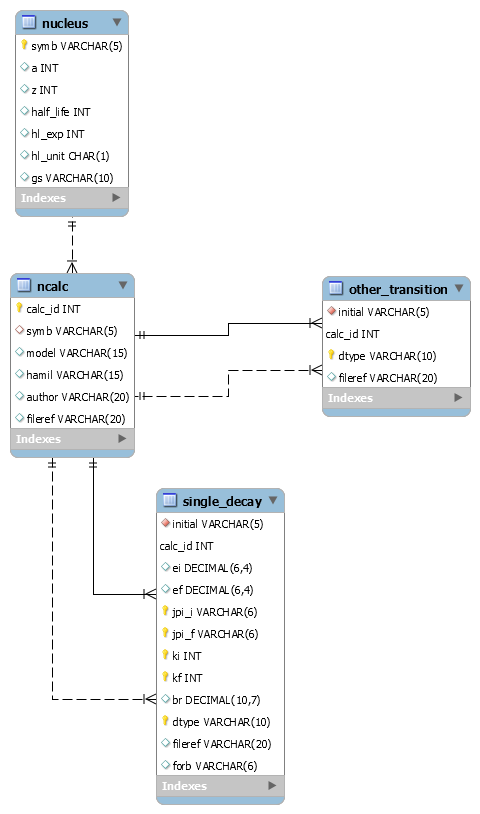 nucleus
symb VARCHAR(5)
a INT
z INT
half_life INT
hl_exp INT
hl_unit CHAR(1)
gs VARCHAR(10)
Indexes
ncalc
calc_id INT
symb VARCHAR(5)
model VARCHAR(15)
hamil VARCHAR(15)
author VARCHAR(20)
fileref VARCHAR(20)
Indexes
other_transition
initial VARCHAR(5)
calc_id INT
dtype VARCHAR(10)
fileref VARCHAR(20)
Indexes
single_decay
initial VARCHAR(5)
calc_id INT
ei DECIMAL(6,4)
ef DECIMAL(6,4)
jpi_i VARCHAR(6)
jpi_f VARCHAR(6)
ki INT
kf INT
br DECIMAL(10,7)
dtype VARCHAR(10)
fileref VARCHAR(20)
forb VARCHAR(6)
Indexes